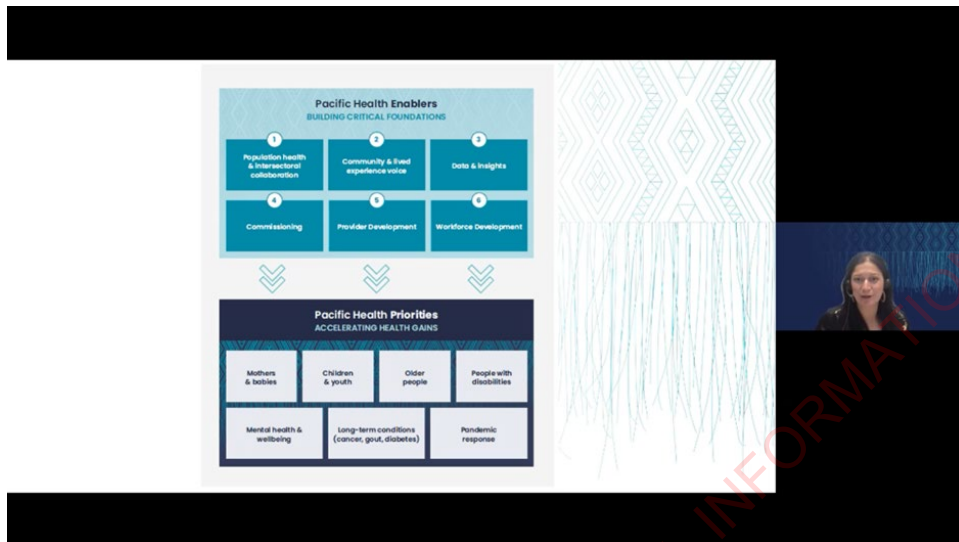 Pacific Health Enablers
BUILDING CRITICAL FOUNDATIONS
1
Population health
& intersectoral
collaboration
2
Community & lived
experience voice
3
Data & insights
4
Commissioning
5
Provider Development
6
Workforce Development
Pacific Health Priorities
ACCELERATING HEALTH GAINS
Mothers
& babies
Children
& youth
Older
people
People with
disabilities
Mental health &
wellbeing
Long-term conditions
(cancer, gout, diabetes)
Pandemic
response
INFORMATIO